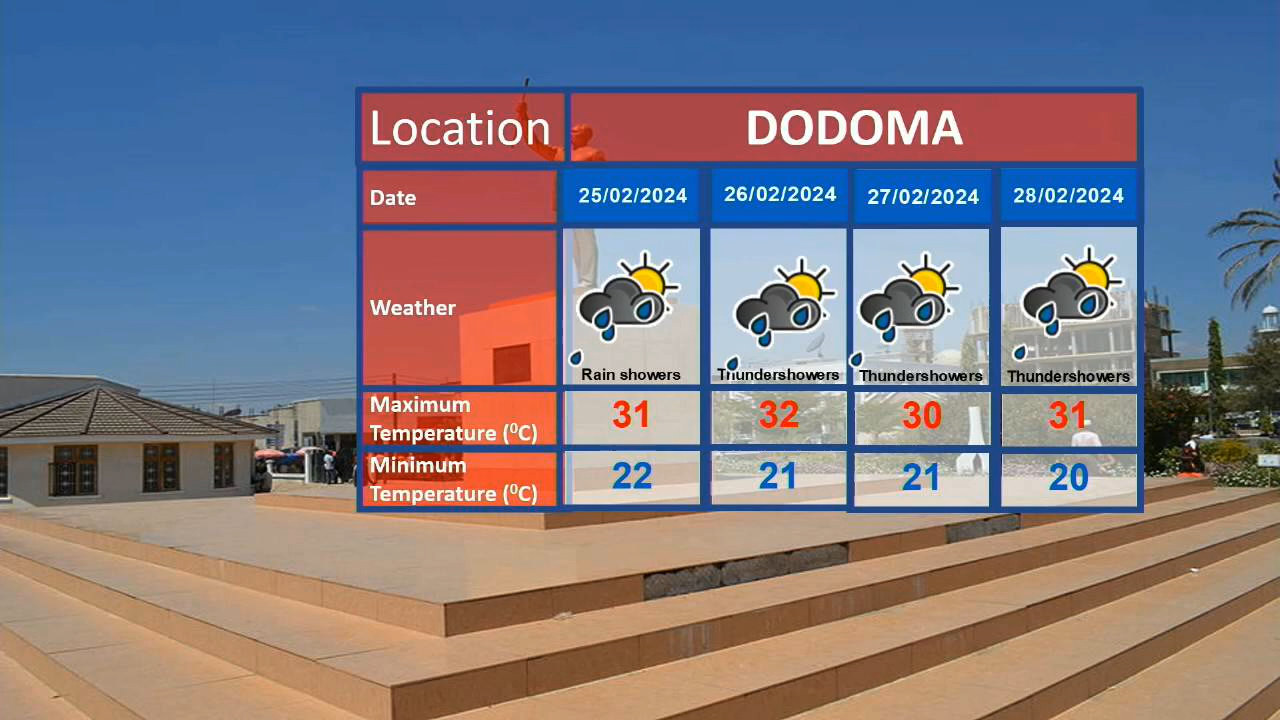 Location DODOMA
Date 25/02/2024 26/02/2024 27/02/2024 28/02/2024
Weather
Rain showers Thundershowers Thundershowers Thundershowers
Maximum
Temperature (⁰C) 31 32 30 31
Minimum
Temperature (⁰C) 22 21 21 20